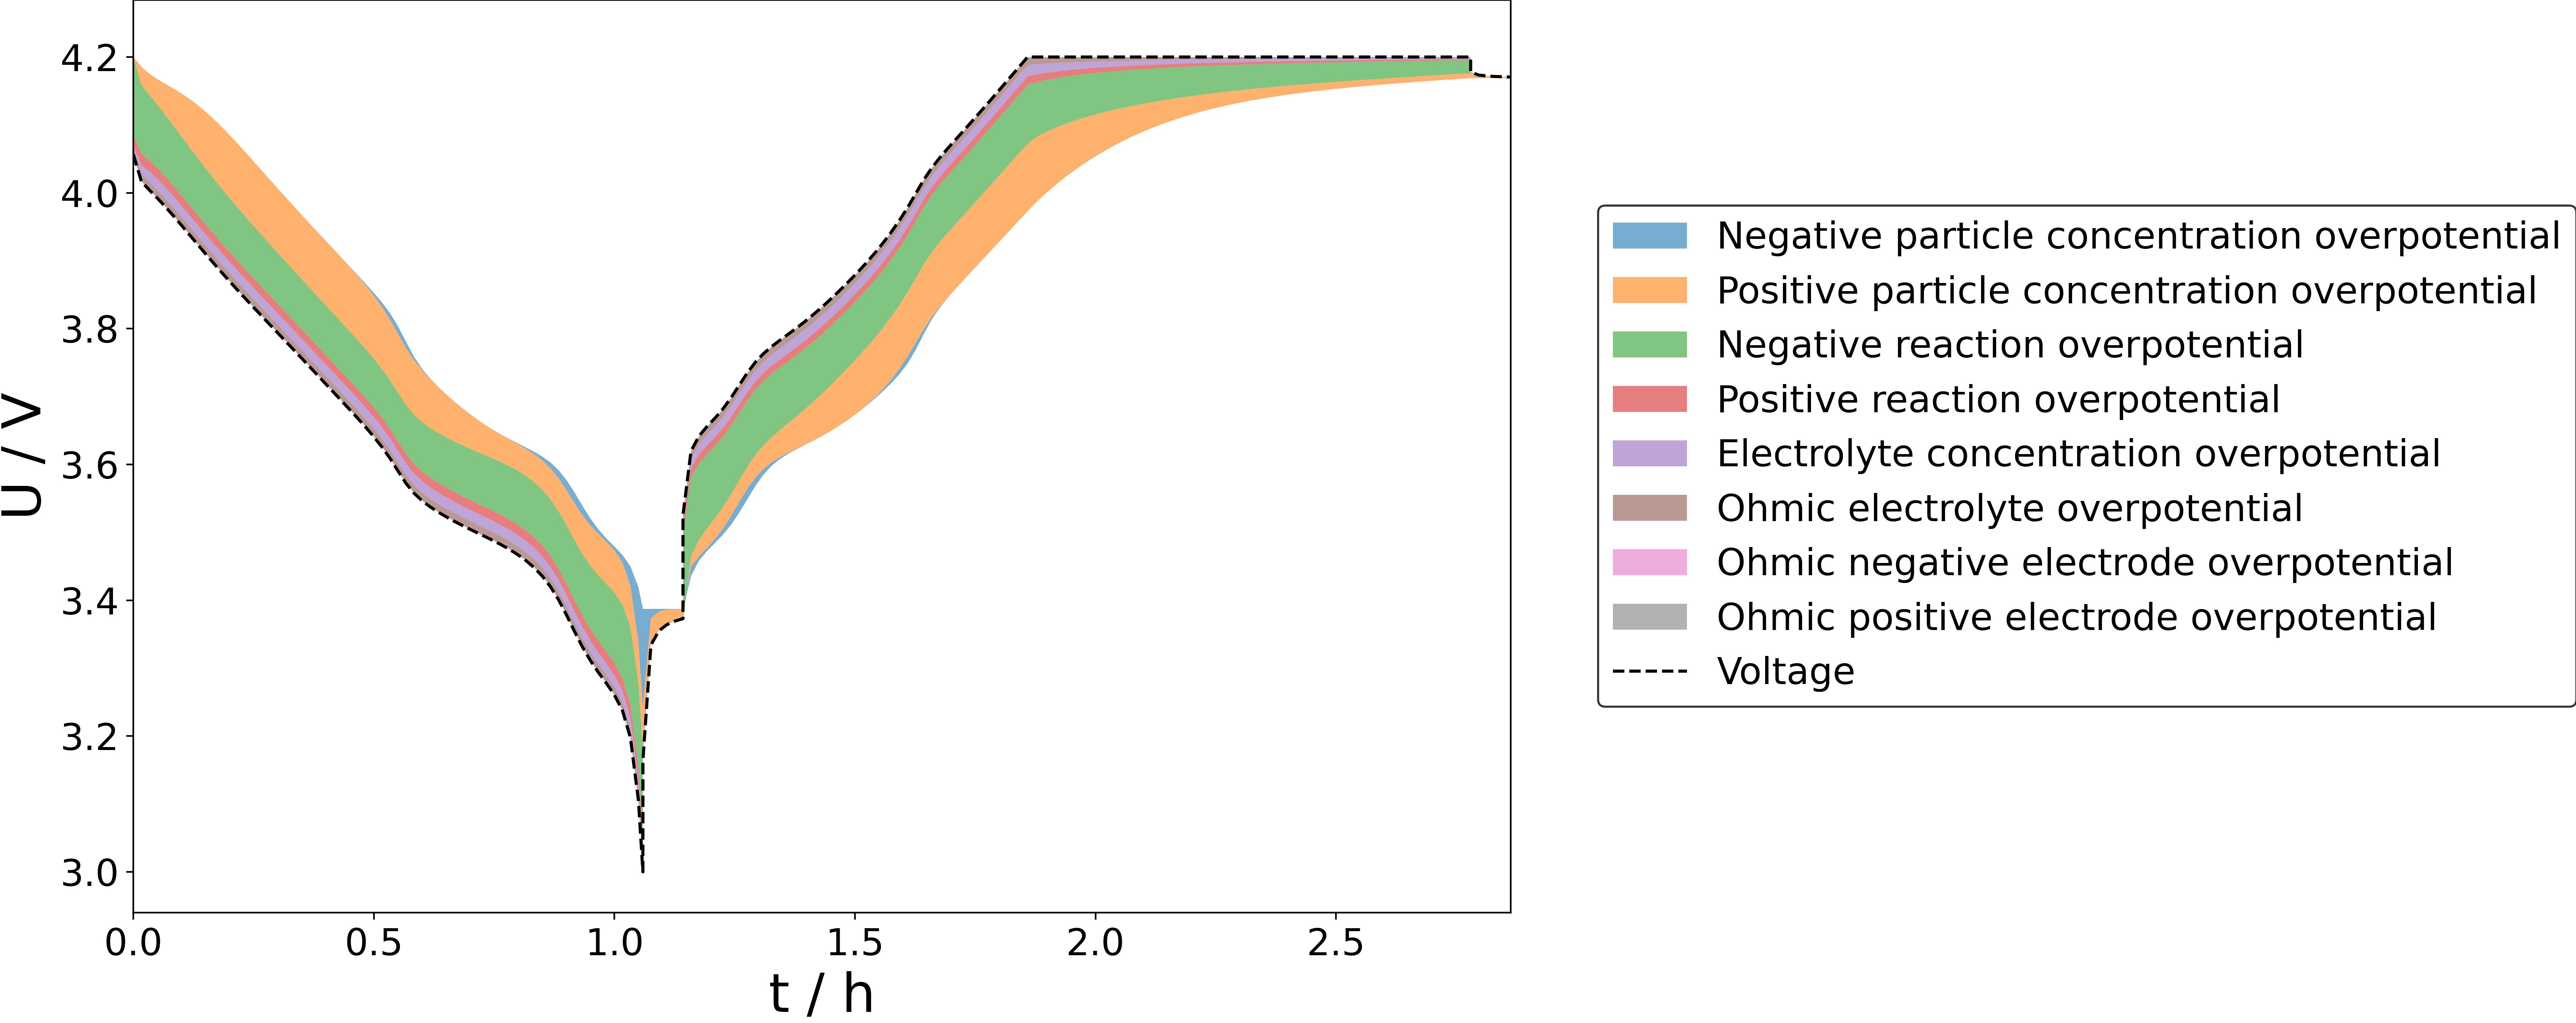 4.2
4.0
3.8
3.6
3.4
3.2
3.0
U / V
0.0 0.5 1.0 1.5 2.0 2.5
t / h
Negative particle concentration overpotential
Positive particle concentration overpotential
Negative reaction overpotential
Positive reaction overpotential
Electrolyte concentration overpotential
Ohmic electrolyte overpotential
Ohmic negative electrode overpotential
Ohmic positive electrode overpotential
Voltage